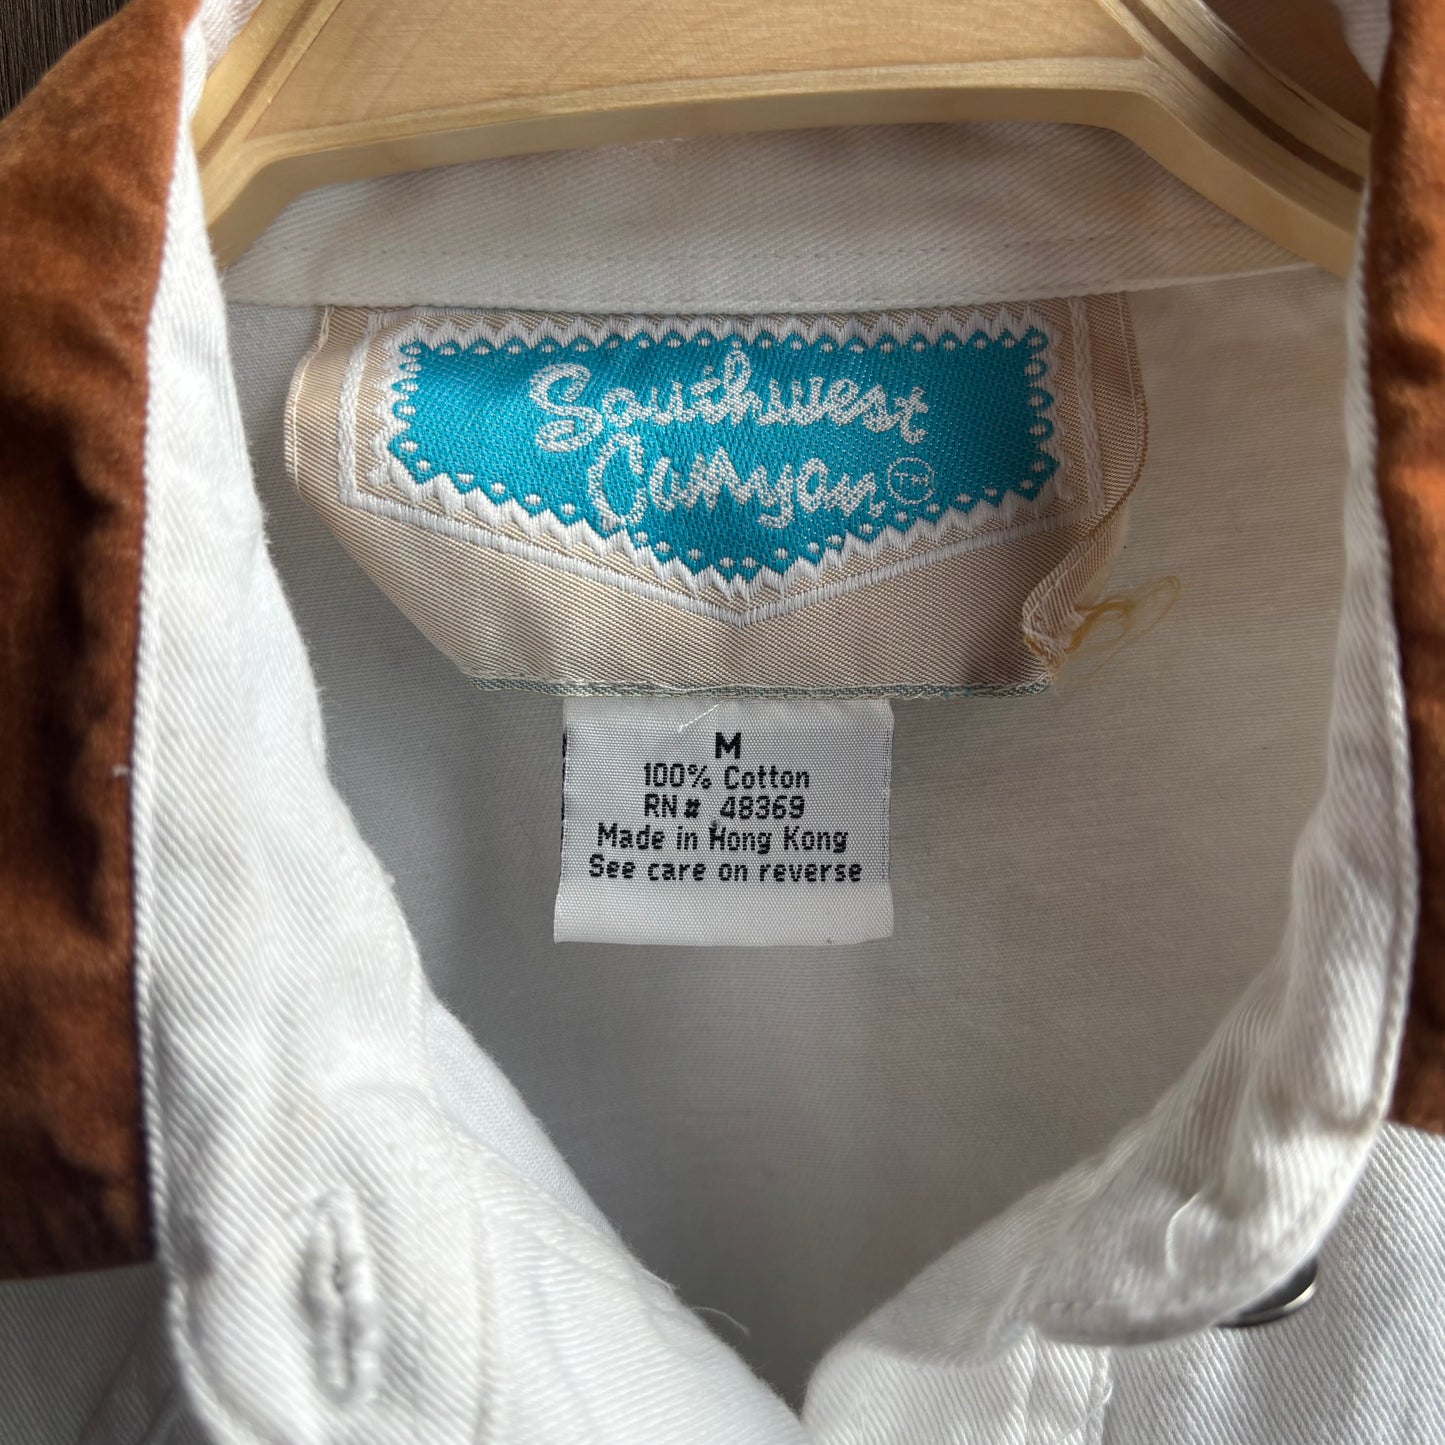 Southwest
Canyon TM
M
100% Cotton
RN# 48369
Made in Hong Kong
See care on reverse